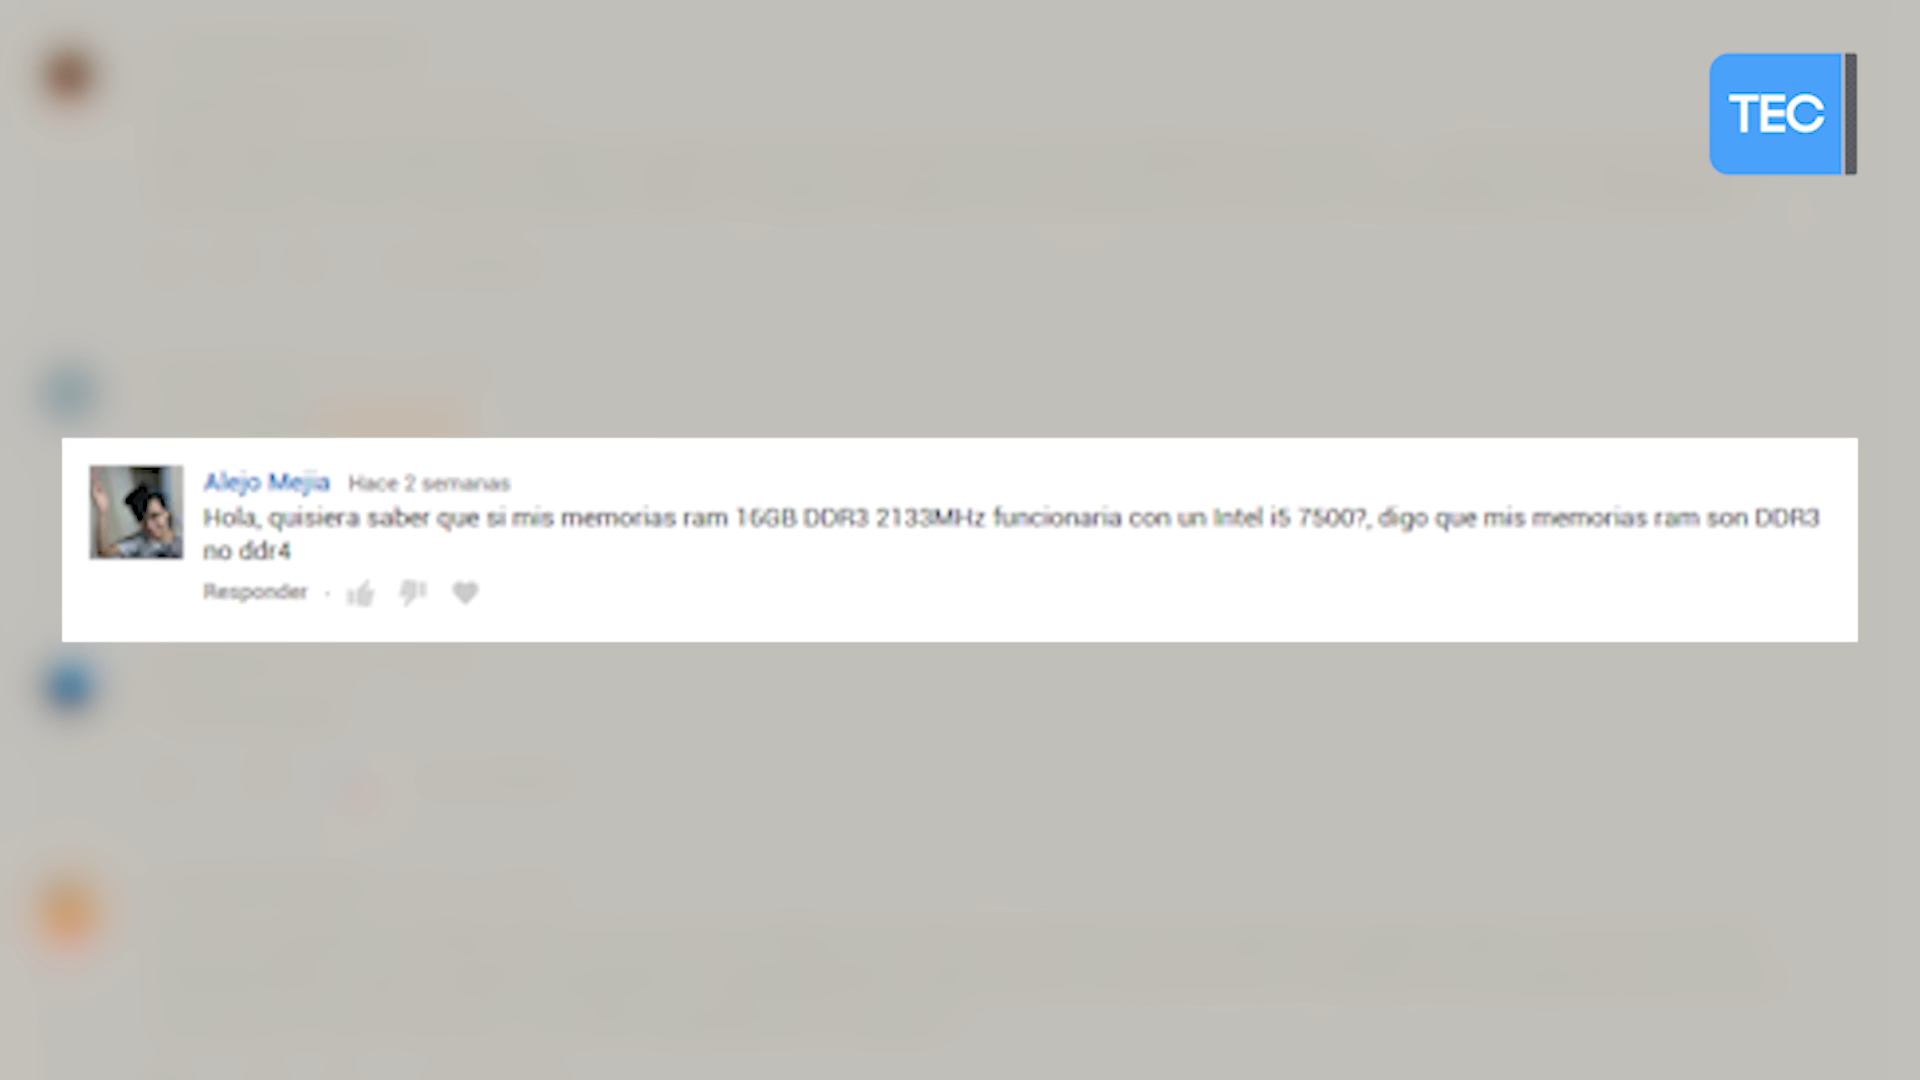 TEC
Alejo Mejia Hace 2 semanas
Hola, quisiera saber que si mis memorias ram 16GB DDR3 2133MHz funcionaria con un Intel i5 7500?, digo que mis memorias ram son DDR3
no ddr4
Responder ·